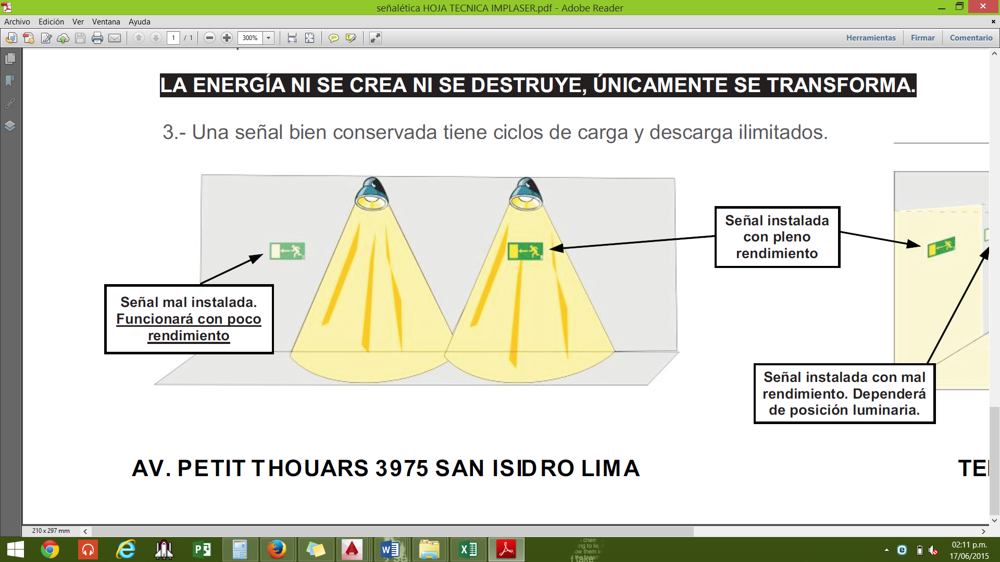 señalética HOJA TECNICA IMPLASER.pdf - Adobe Reader
Archivo Edición Ver Ventana Ayuda
1 / 1 300% Herramientas Firmar Comentario
LA ENERGÍA NI SE CREA NI SE DESTRUYE, ÚNICAMENTE SE TRANSFORMA.
3.- Una señal bien conservada tiene ciclos de carga y descarga ilimitados.
Señal instalada
con pleno
rendimiento
Señal mal instalada.
Funcionará con poco
rendimiento
Señal instalada con mal
rendimiento. Dependerá
de posición luminaria.
AV. PETIT THOUARS 3975 SAN ISIDRO LIMA
210 x 297 mm
02:11 p.m.
17/06/2015